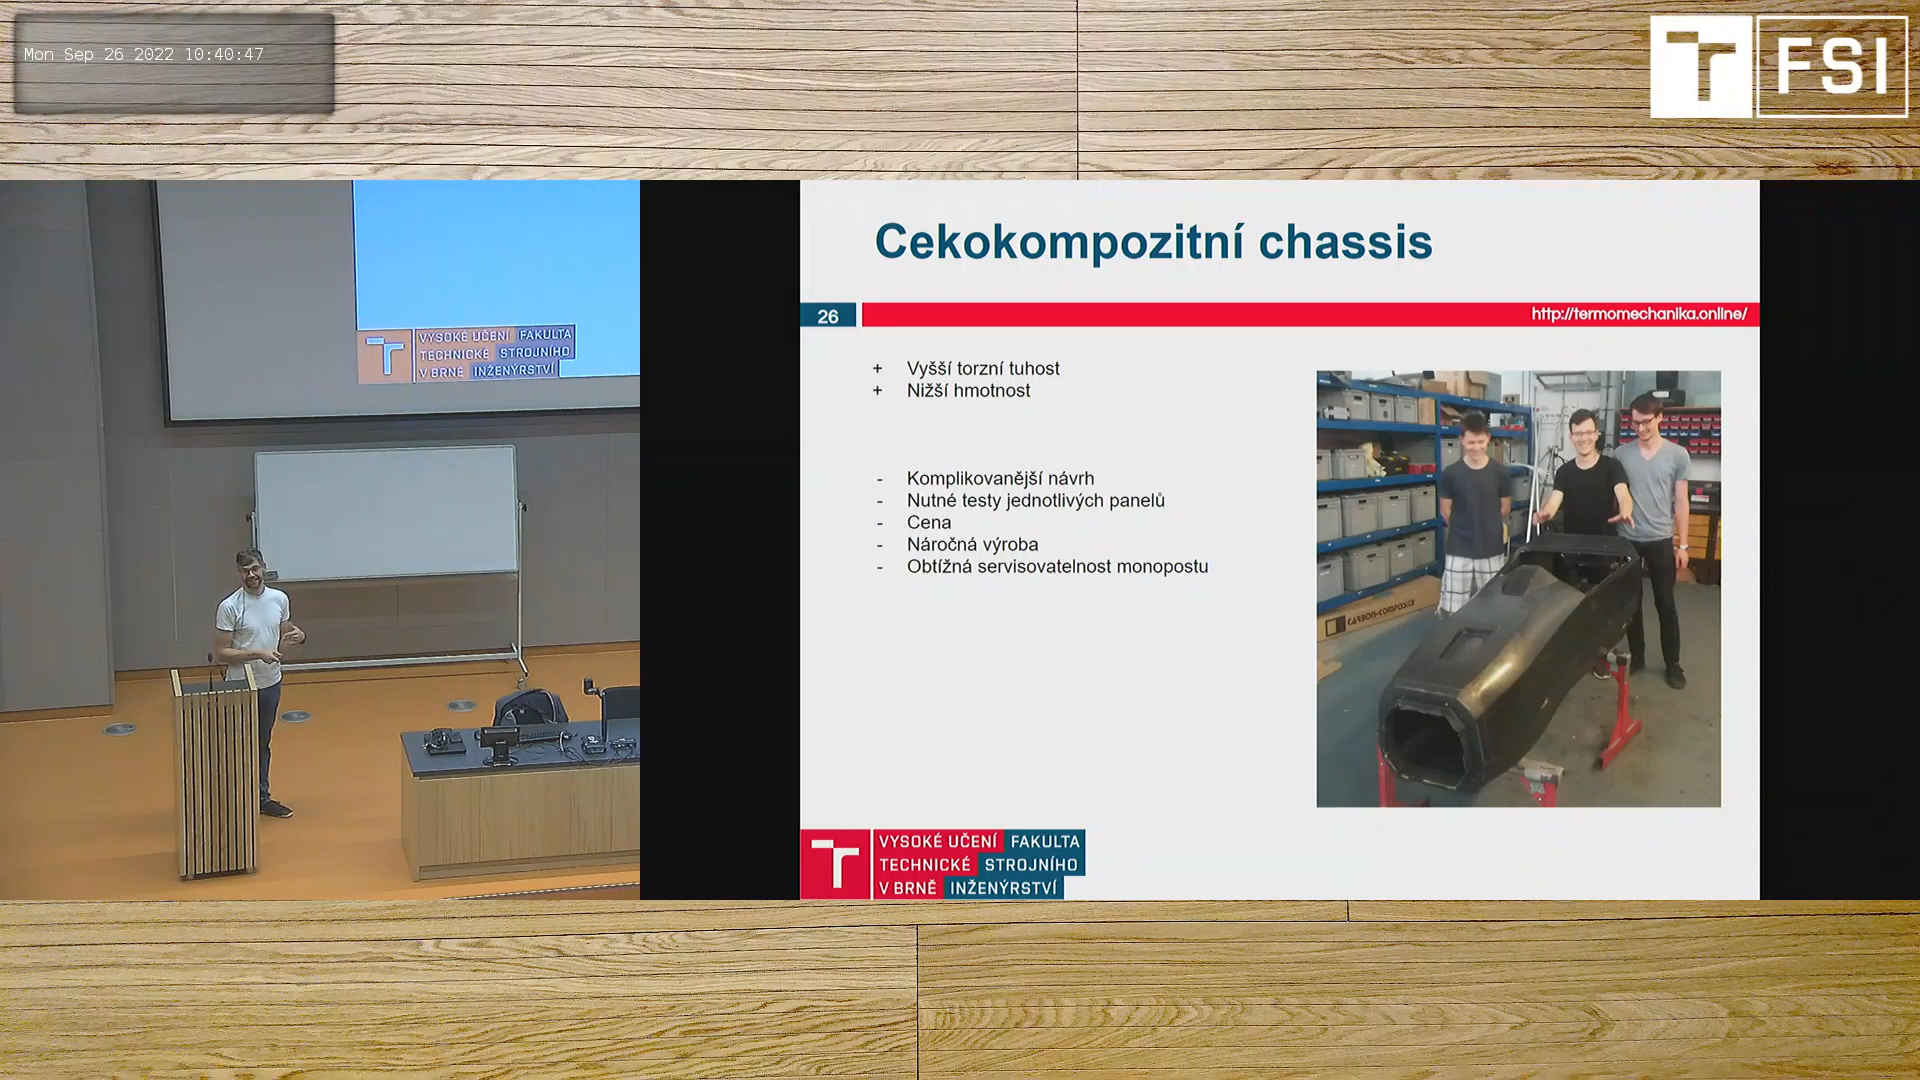 Mon Sep 26 2022 10:40:47
FSI
VYSOKÉ UČENÍ FAKULTA
TECHNICKÉ STROJNÍHO
V BRNĚ INŽENÝRSTVÍ
Cekokompozitní chassis
26
http://termomechanika.online/
+ Vyšší torzní tuhost
+ Nižší hmotnost
- Komplikovanější návrh
- Nutné testy jednotlivých panelů
- Cena
- Náročná výroba
- Obtížná servisovatelnost monopostu
CARBON-COMPOSITE
VYSOKÉ UČENÍ FAKULTA
TECHNICKÉ STROJNÍHO
V BRNĚ INŽENÝRSTVÍ